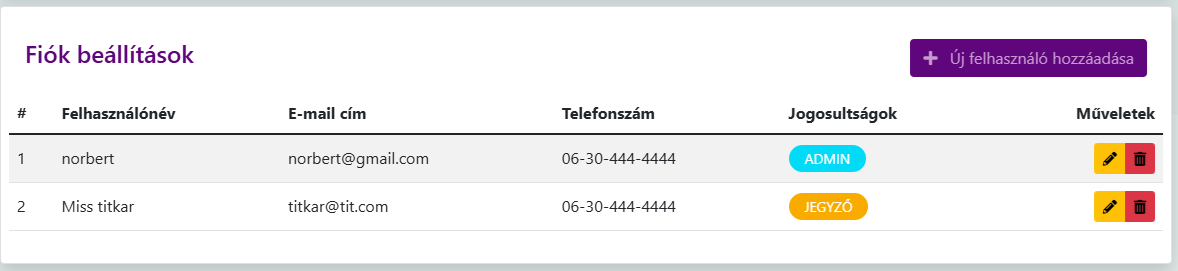 Fiók beállítások
Új felhasználó hozzáadása
# Felhasználónév E-mail cím Telefonszám Jogosultságok Műveletek
1 norbert norbert@gmail.com 06-30-444-4444 ADMIN
2 Miss titkar titkar@tit.com 06-30-444-4444 JEGYZŐ